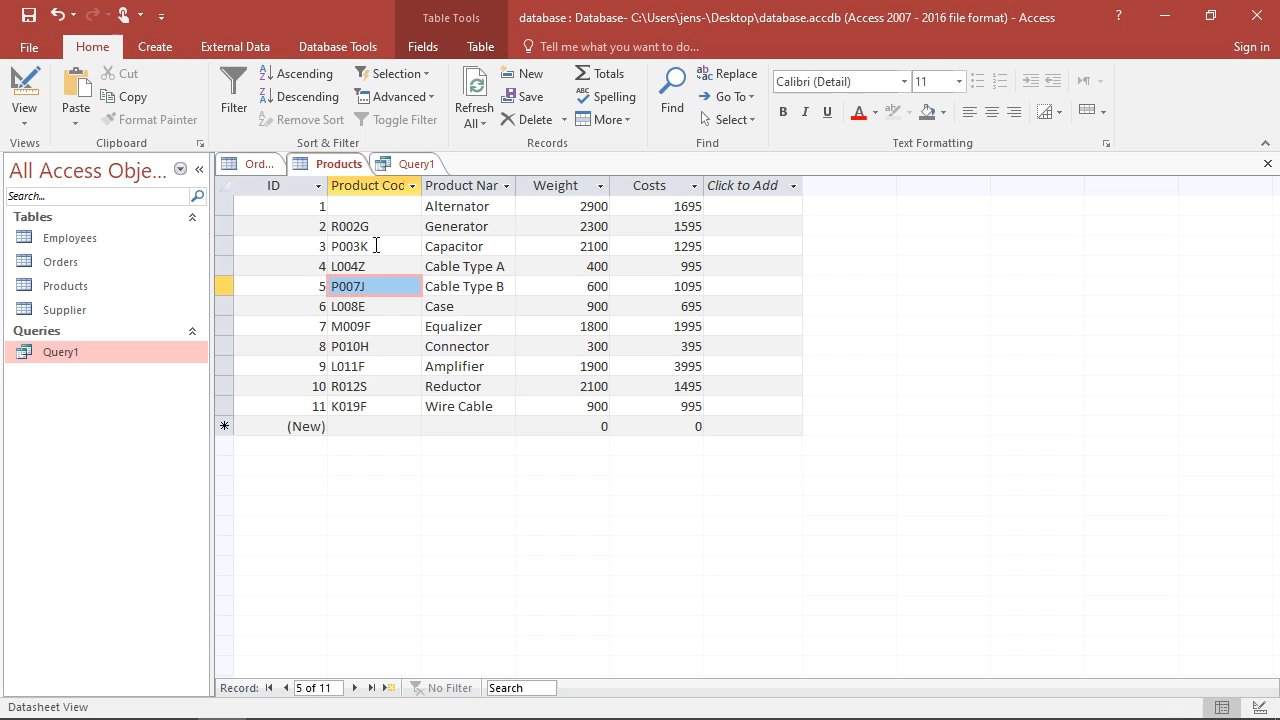 Table Tools
database : Database- C:\Users\jens-\Desktop\database.accdb (Access 2007 - 2016 file format) - Access
?
File Home Create External Data Database Tools Fields Table Tell me what you want to do... Sign in
View Paste Cut Copy Format Painter
Filter Ascending Descending Remove Sort Selection Advanced Toggle Filter
Refresh All New Save Delete Totals Spelling More
Find Replace Go To Select
Calibri (Detail) 11
B I U A
Views Clipboard Sort & Filter Records Find Text Formatting
All Access Obje...
Search...
Tables
Employees
Orders
Products
Supplier
Queries
Query1
Ord... Products Query1
ID Product Cod Product Nar Weight Costs Click to Add
1 Alternator 2900 1695
2 R002G Generator 2300 1595
3 P003K Capacitor 2100 1295
4 L004Z Cable Type A 400 995
5 P007J Cable Type B 600 1095
6 L008E Case 900 695
7 M009F Equalizer 1800 1995
8 P010H Connector 300 395
9 L011F Amplifier 1900 3995
10 R012S Reductor 2100 1495
11 K019F Wire Cable 900 995
(New) 0 0
Record: 5 of 11 No Filter Search
Datasheet View